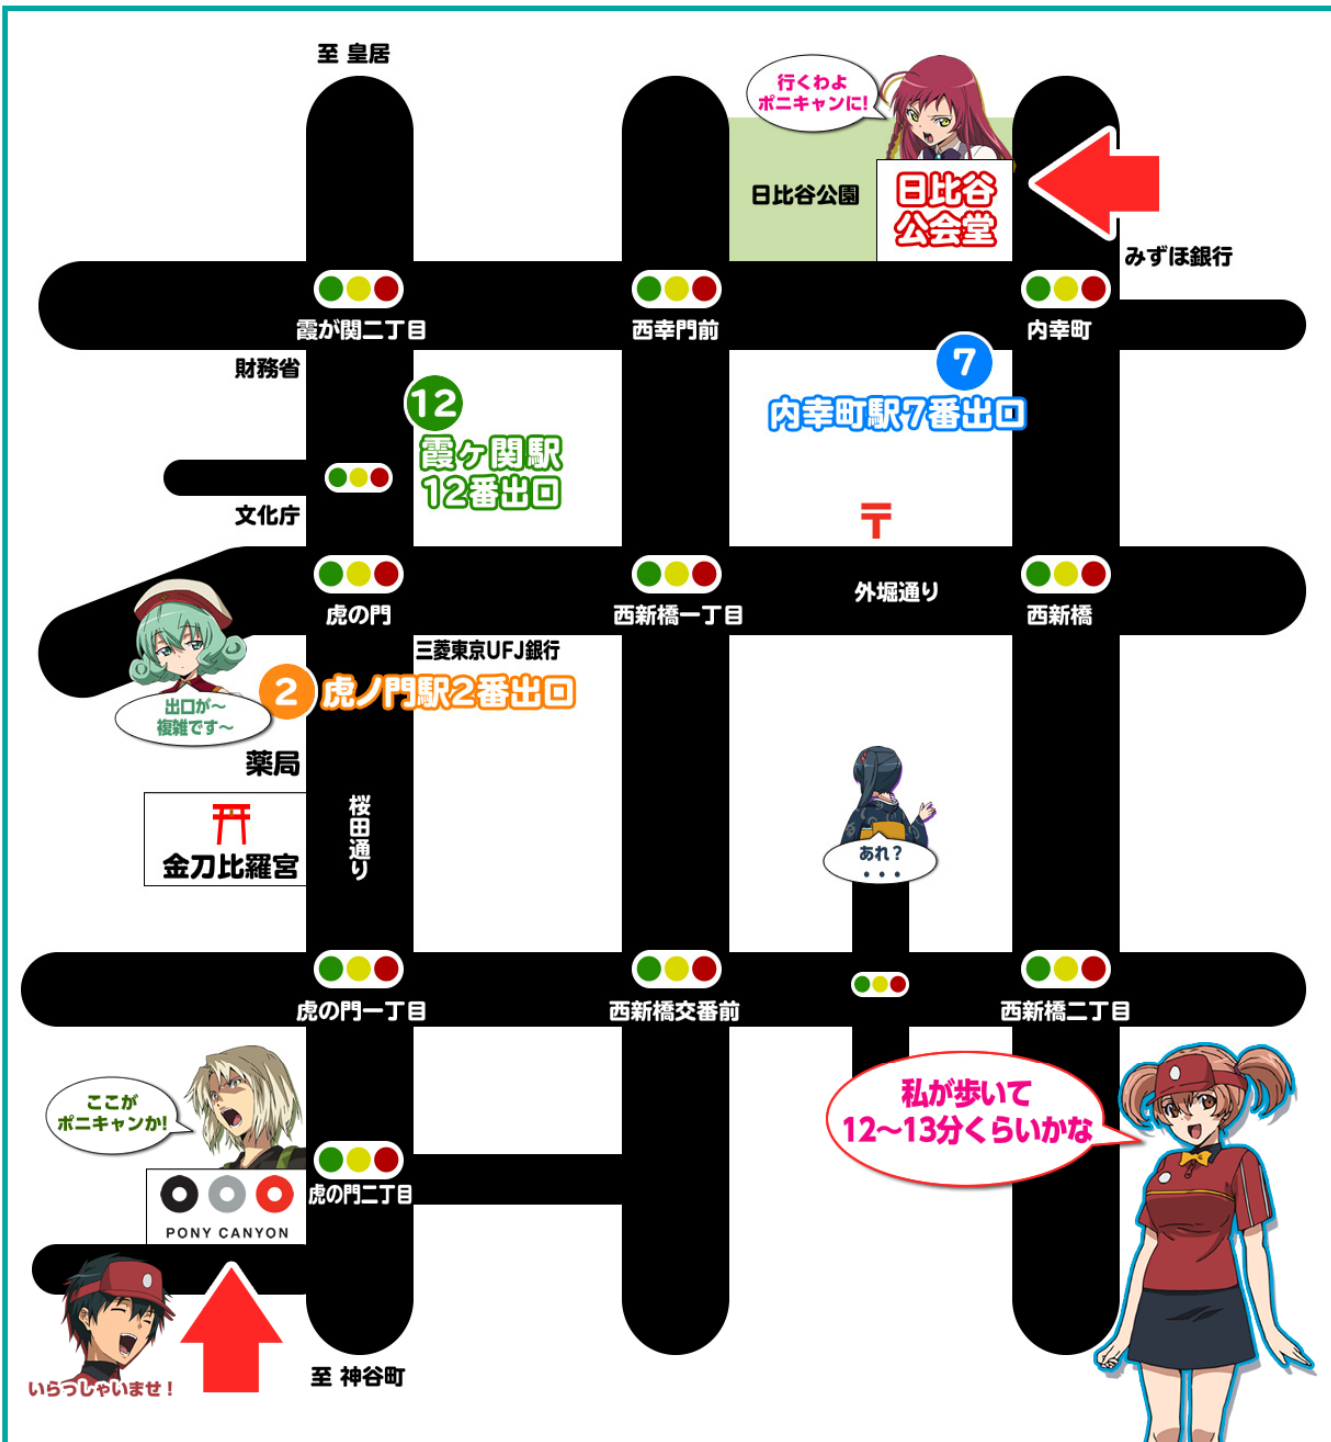 至 皇居
行くわよ
ポニキャンに!
日比谷公園
日比谷
公会堂
みずほ銀行
霞が関二丁目
西幸門前
内幸町
財務省
7
内幸町駅7番出口
12
霞ヶ関駅
12番出口
文化庁
〒
外堀通り
虎の門
西新橋一丁目
西新橋
三菱東京UFJ銀行
2 虎ノ門駅2番出口
出口が～
複雑です～
薬局
金刀比羅宮
桜田通り
あれ？
・・・
虎の門一丁目
西新橋交番前
西新橋二丁目
ここが
ポニキャンか!
私が歩いて
12～13分くらいかな
虎の門二丁目
PONY CANYON
いらっしゃいませ！
至 神谷町